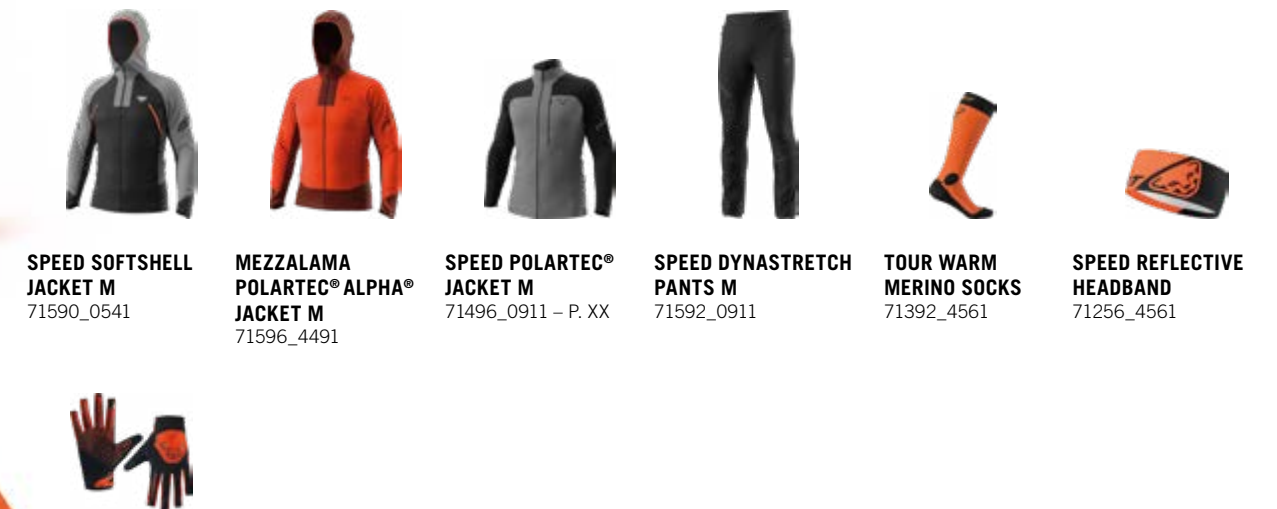 SPEED SOFTSHELL
JACKET M
71590_0541
MEZZALAMA
POLARTEC® ALPHA®
JACKET M
71596_4491
SPEED POLARTEC®
JACKET M
71496_0911 – P. XX
SPEED DYNASTRETCH
PANTS M
71592_0911
TOUR WARM
MERINO SOCKS
71392_4561
SPEED REFLECTIVE
HEADBAND
71256_4561